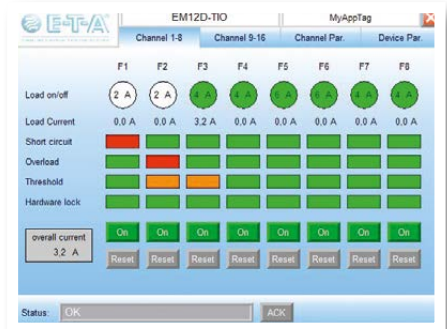 E-T-A
EM12D-TIO
MyAppTag
Channel 1-8
Channel 9-16
Channel Par.
Device Par.
F1 F2 F3 F4 F5 F6 F7 F8
Load on/off 2 A 2 A 4 A 4 A 6 A 6 A 4 A 4 A
Load Current 0,0 A 0,0 A 3,2 A 0,0 A 0,0 A 0,0 A 0,0 A 0,0 A
Short circuit
Overload
Threshold
Hardware lock
overall current
3,2 A
On On On On On On On On
Reset Reset Reset Reset Reset Reset Reset Reset
Status: OK ACK